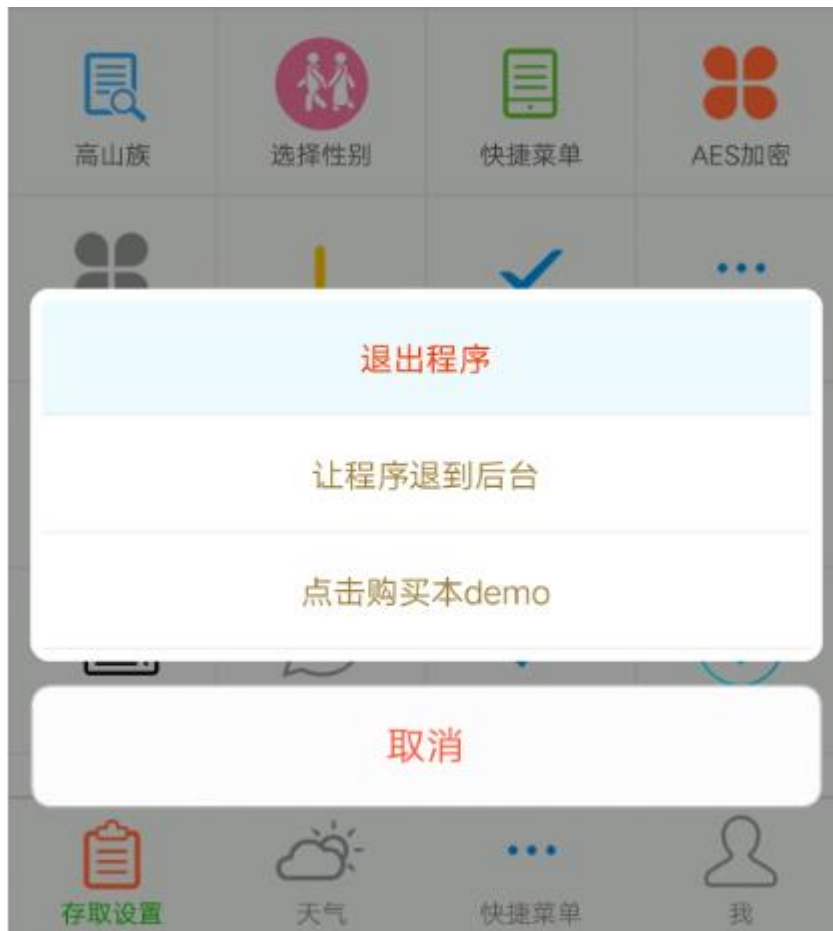 高山族
选择性别
快捷菜单
AES加密
退出程序
让程序退到后台
点击购买本demo
取消
存取设置
天气
快捷菜单
我